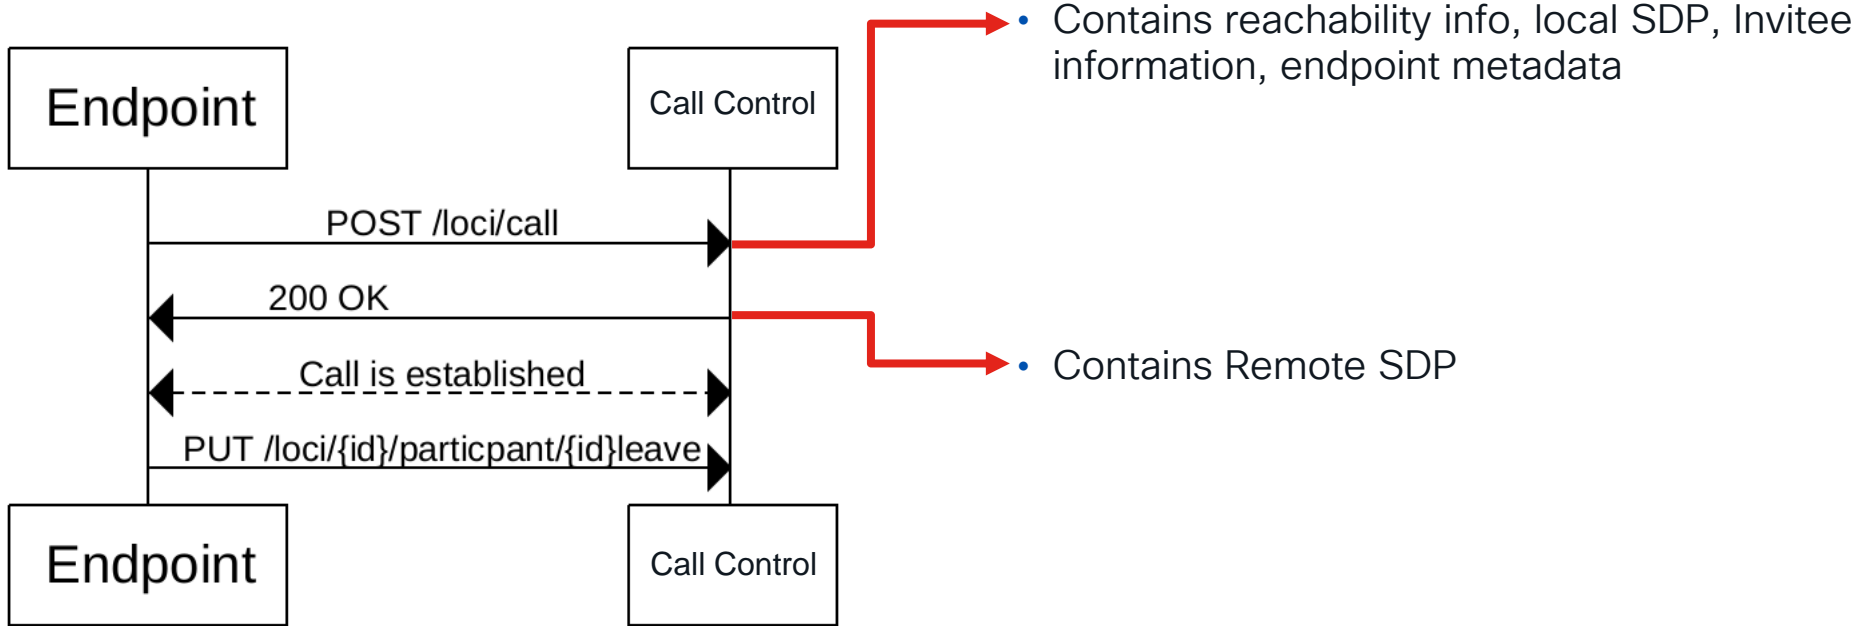 • Contains reachability info, local SDP, Invitee
information, endpoint metadata
Endpoint
Call Control
POST /loci/call
200 OK
• Contains Remote SDP
Call is established
PUT /loci/{id}/particpant/{id}leave
Endpoint
Call Control